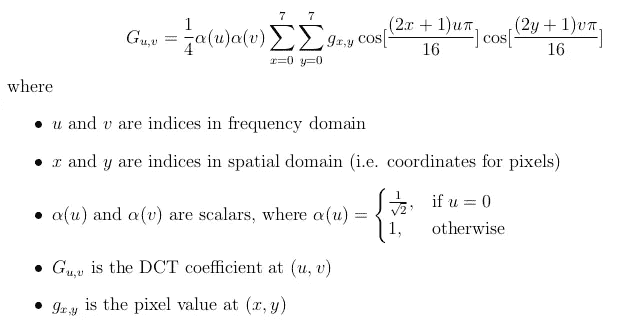 $G_{u,v} = \frac{1}{4}\alpha(u)\alpha(v)\sum_{x=0}^{7}\sum_{y=0}^{7} g_{x,y} \cos[\frac{(2x+1)u\pi}{16}] \cos[\frac{(2y+1)v\pi}{16}]$
where
• $u$ and $v$ are indices in frequency domain
• $x$ and $y$ are indices in spatial domain (i.e. coordinates for pixels)
• $\alpha(u)$ and $\alpha(v)$ are scalars, where $\alpha(u) = \begin{cases} \frac{1}{\sqrt{2}}, & \text{if } u = 0 \\ 1, & \text{otherwise} \end{cases}$
• $G_{u,v}$ is the DCT coefficient at $(u, v)$
• $g_{x,y}$ is the pixel value at $(x, y)$